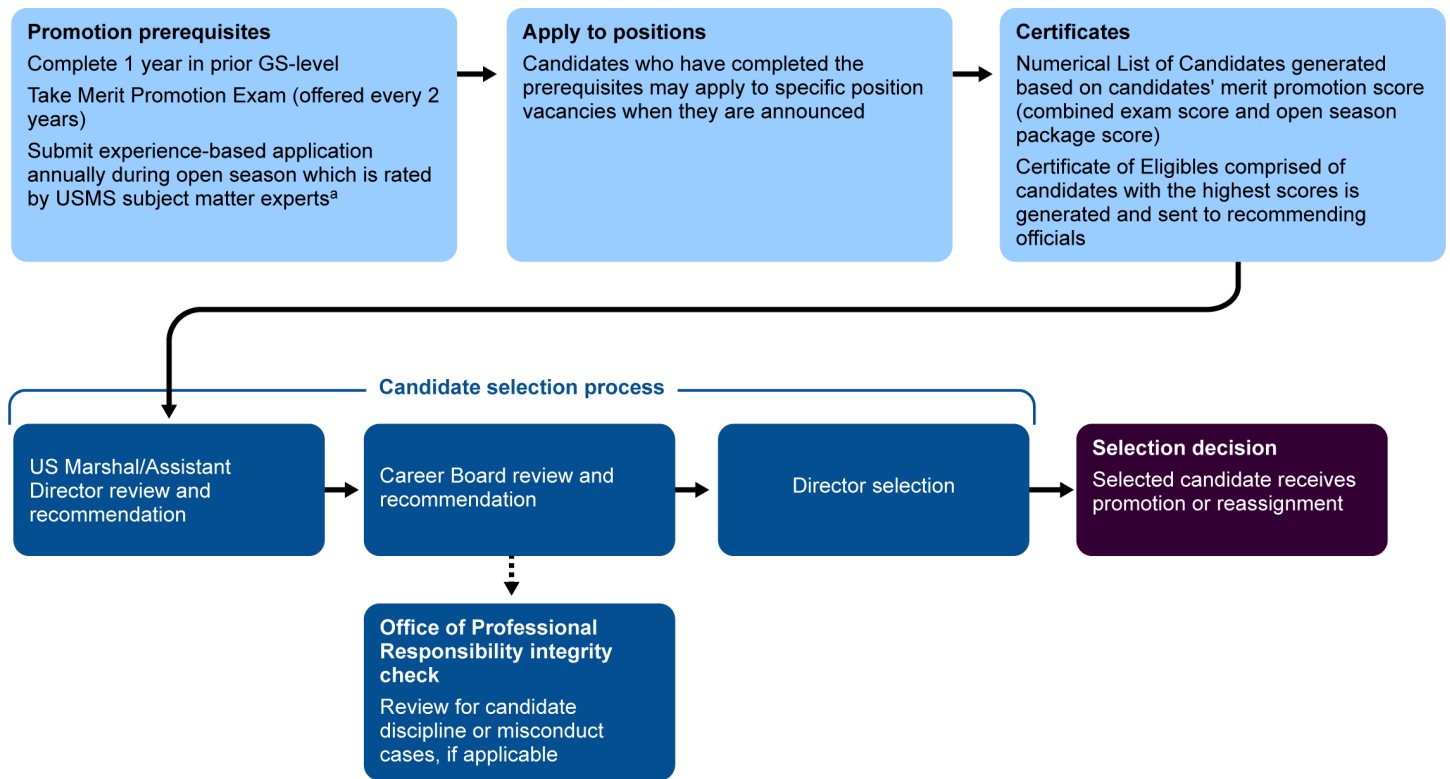 Promotion prerequisites
Complete 1 year in prior GS-level
Take Merit Promotion Exam (offered every 2
years)
Submit experience-based application
annually during open season which is rated
by USMS subject matter expertsᵃ
Apply to positions
Candidates who have completed the
prerequisites may apply to specific position
vacancies when they are announced
Certificates
Numerical List of Candidates generated
based on candidates' merit promotion score
(combined exam score and open season
package score)
Certificate of Eligibles comprised of
candidates with the highest scores is
generated and sent to recommending
officials
Candidate selection process
US Marshal/Assistant
Director review and
recommendation
Career Board review and
recommendation
Director selection
Selection decision
Selected candidate receives
promotion or reassignment
Office of Professional
Responsibility integrity
check
Review for candidate
discipline or misconduct
cases, if applicable